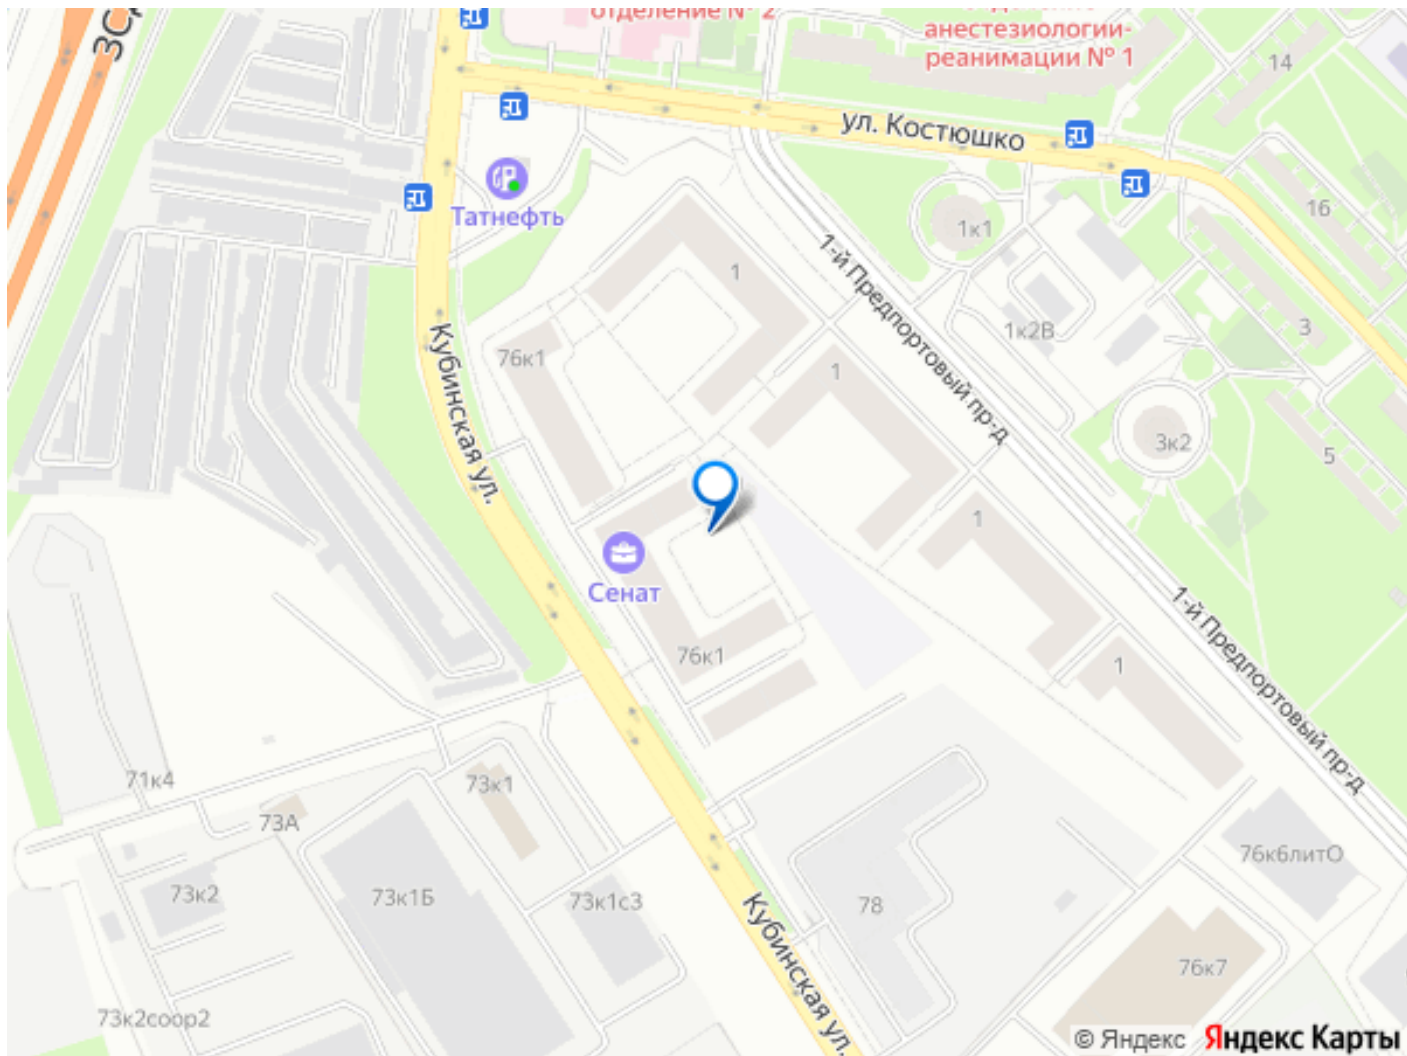 ЗС
отделение № 2
анестезиологии-
реанимации № 1
14
ул. Костюшко
Татнефть
16
1к1
1
1-й Предпортовый пр-д
1к2В
3
Кубинская ул.
76к1
1
3к2
5
1
Сенат
1-й Предпортовый пр-д
76к1
1
71к4
73к1
73А
76к6литО
73к2
73к1Б
73к1с3
78
Кубинская ул.
76к7
73к2соор2
© Яндекс Яндекс Карты